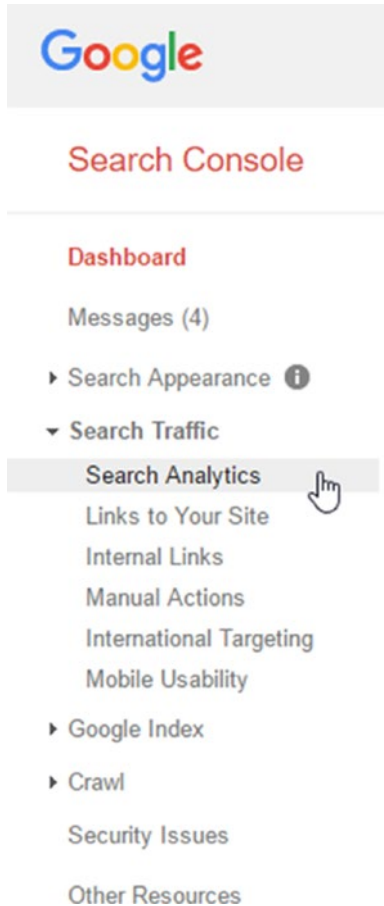 Google
Search Console
Dashboard
Messages (4)
Search Appearance i
Search Traffic
Search Analytics
Links to Your Site
Internal Links
Manual Actions
International Targeting
Mobile Usability
Google Index
Crawl
Security Issues
Other Resources